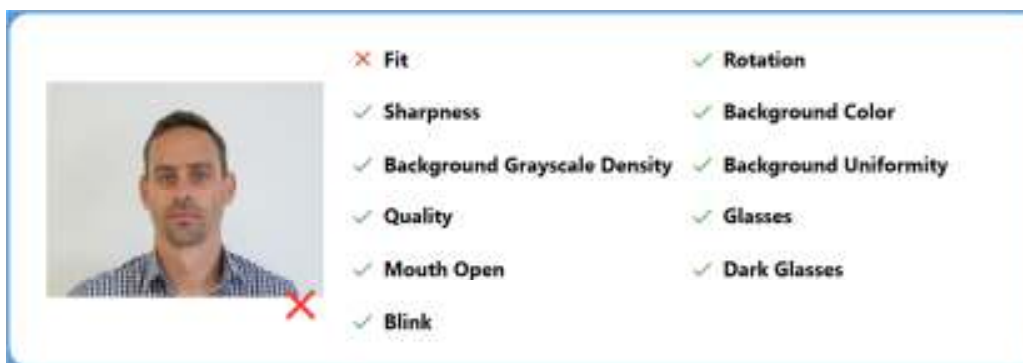 Fit
Rotation
Sharpness
Background Color
Background Grayscale Density
Background Uniformity
Quality
Glasses
Mouth Open
Dark Glasses
Blink